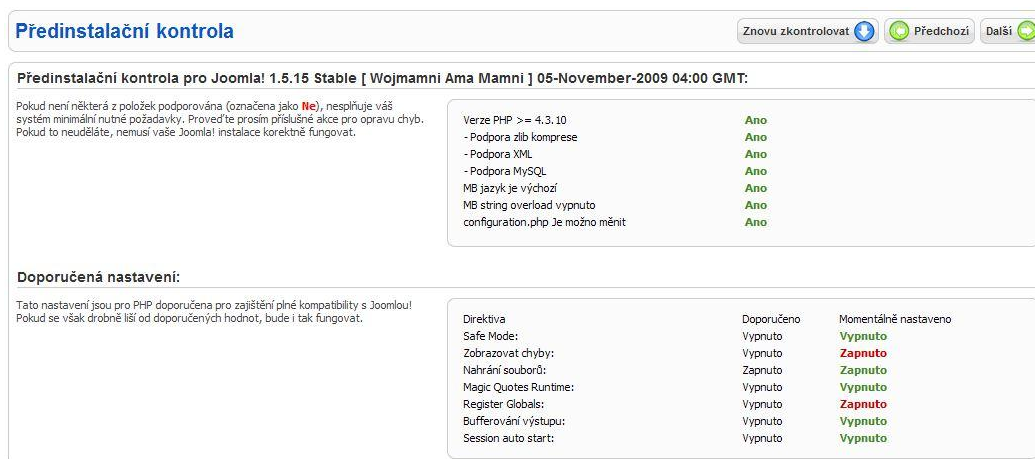 Předinstalační kontrola
Znovu zkontrolovat Předchozí Další
Předinstalační kontrola pro Joomla! 1.5.15 Stable [ Wojmamni Ama Mamni ] 05-November-2009 04:00 GMT:
Pokud není některá z položek podporována (označena jako Ne), nesplňuje váš
systém minimální nutné požadavky. Proveďte prosím příslušné akce pro opravu chyb.
Pokud to neuděláte, nemusí vaše Joomla! instalace korektně fungovat.
Verze PHP >= 4.3.10 Ano
- Podpora zlib komprese Ano
- Podpora XML Ano
- Podpora MySQL Ano
MB jazyk je výchozí Ano
MB string overload vypnuto Ano
configuration.php Je možno měnit Ano
Doporučená nastavení:
Tato nastavení jsou pro PHP doporučena pro zajištění plné kompatibility s Joomlou!
Pokud se však drobně liší od doporučených hodnot, bude i tak fungovat.
Direktiva Doporučeno Momentálně nastaveno
Safe Mode: Vypnuto Vypnuto
Zobrazovat chyby: Vypnuto Zapnuto
Nahrání souborů: Zapnuto Zapnuto
Magic Quotes Runtime: Vypnuto Vypnuto
Register Globals: Vypnuto Zapnuto
Bufferování výstupu: Vypnuto Vypnuto
Session auto start: Vypnuto Vypnuto